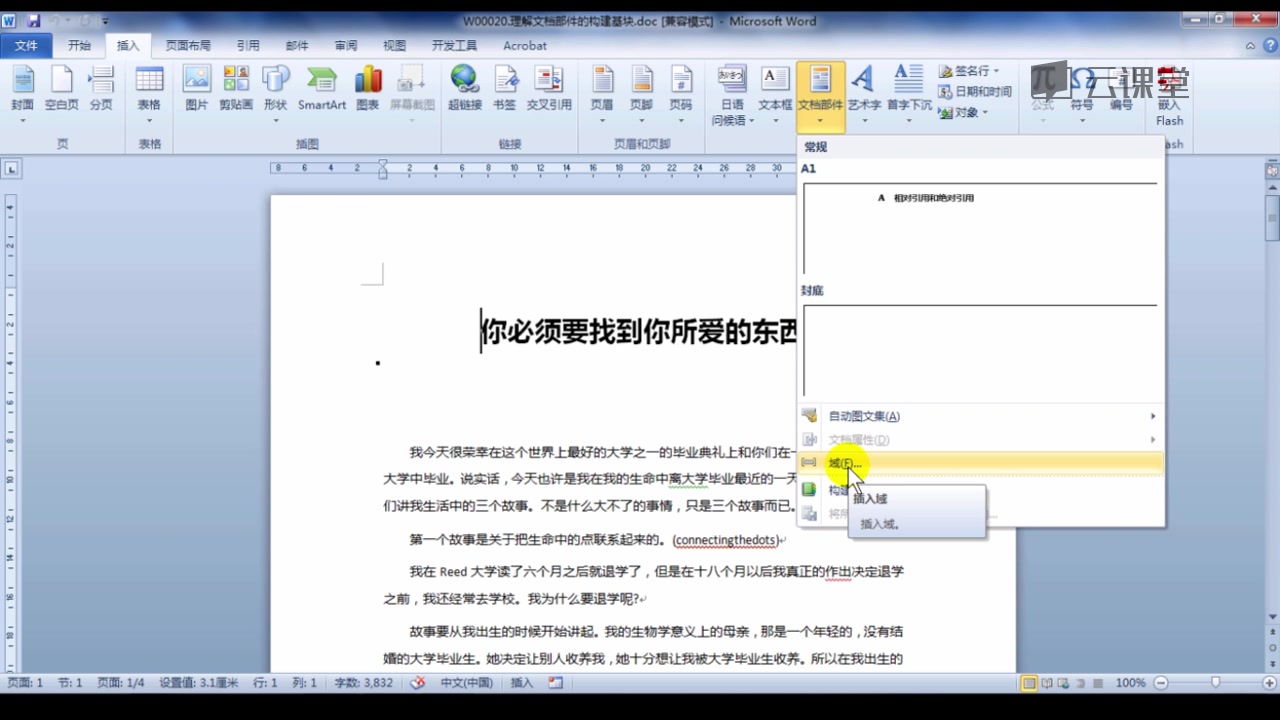 W00020.理解文档部件的构建基块.doc [兼容模式] - Microsoft Word
文件 开始 插入 页面布局 引用 邮件 审阅 视图 开发工具 Acrobat
封面 空白页 分页 表格 图片 剪贴画 形状 SmartArt 图表 屏幕截图 超链接 书签 交叉引用 页眉 页脚 页码 日语 问候语 文本框 文档部件 艺术字 首字下沉 签名行 日期和时间 对象 公式 符号 编号 嵌入 Flash
云课堂
页 表格 插图 链接 页眉和页脚
8 6 4 2 2 4 6 8 10 12 14 16 18 20 22 24 26 28 30
常规
A1
A 相对引用和绝对引用
封底
自动图文集(A)
文档属性(D)
域(F)...
构建
插入域
插入域。
你必须要找到你所爱的东西
我今天很荣幸在这个世界上最好的大学之一的毕业典礼上和你们在一
大学中毕业。说实话，今天也许是我在我的生命中离大学毕业最近的一天
们讲我生活中的三个故事。不是什么大不了的事情，只是三个故事而已。
第一个故事是关于把生命中的点联系起来的。(connectingthedots)
我在 Reed 大学读了六个月之后就退学了，但是在十八个月以后我真正的作出决定退学
之前，我还经常去学校。我为什么要退学呢?
故事要从我出生的时候开始讲起。我的生物学意义上的母亲，那是一个年轻的，没有结
婚的大学毕业生。她决定让别人收养我，她十分想让我被大学毕业生收养。所以在我出生的
页面: 1 节: 1 页面: 1/4 设置值: 3.1厘米 行: 1 列: 1 字数: 3,832 中文(中国) 插入 100%